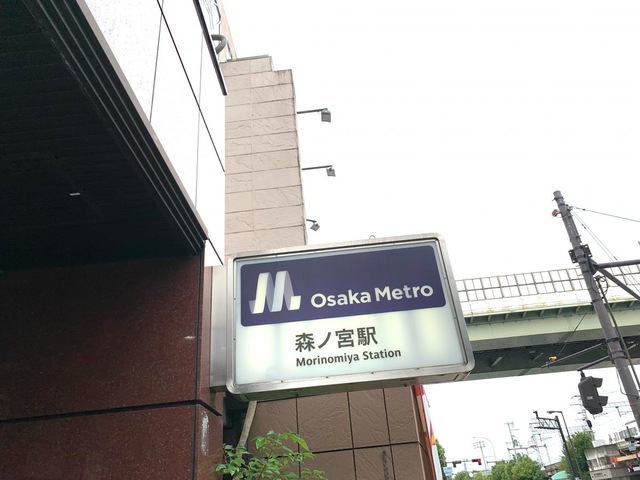 Osaka Metro
森ノ宮駅
Morinomiya Station